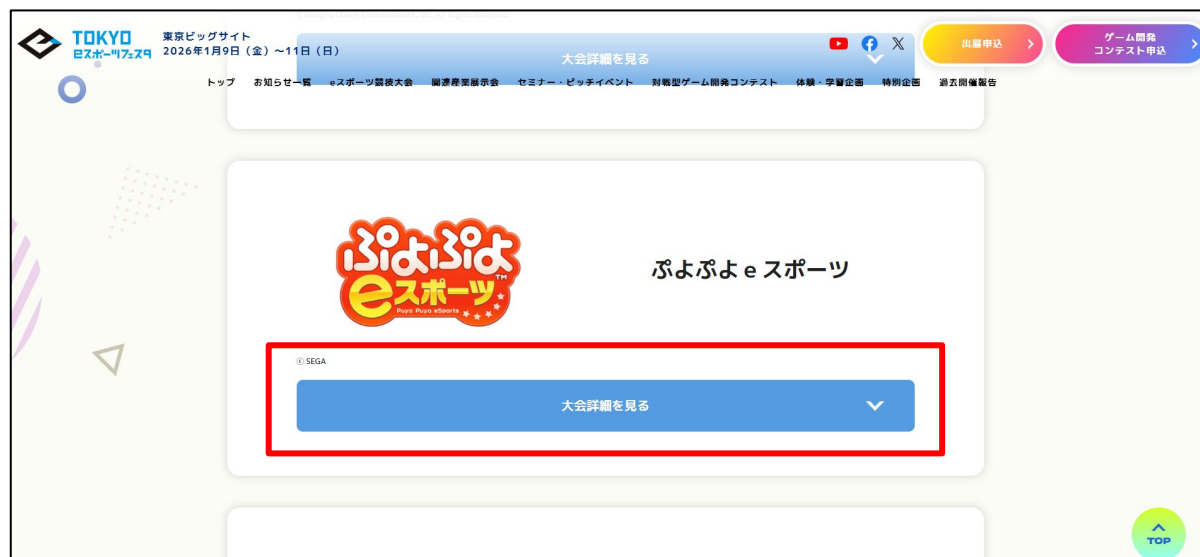 TOKYO
eスポーツフェスタ
東京ビッグサイト
2026年1月9日（金）～11日（日）
大会詳細を見る
出展申込
ゲーム開発
コンテスト申込
トップ お知らせ一覧 eスポーツ競技大会 関連産業展示会 セミナー・ピッチイベント 対戦型ゲーム開発コンテスト 体験・学習企画 特別企画 過去開催報告
ぷよぷよ
eスポーツ
TM
Puyo Puyo eSports
ぷよぷよ e スポーツ
© SEGA
大会詳細を見る
TOP